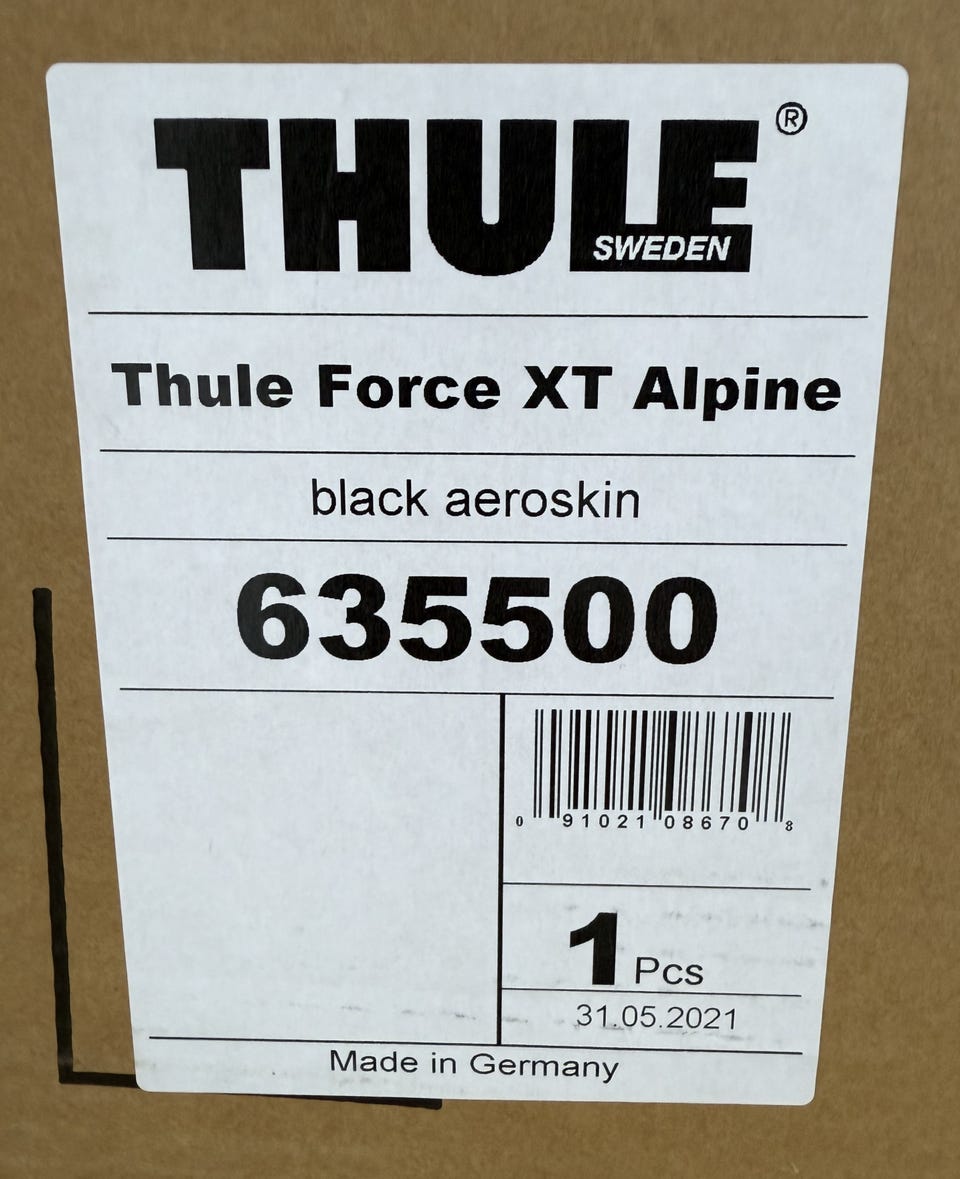 THULE®
SWEDEN
Thule Force XT Alpine
black aeroskin
635500
0 91021 08670 8
1 Pcs
31.05.2021
Made in Germany